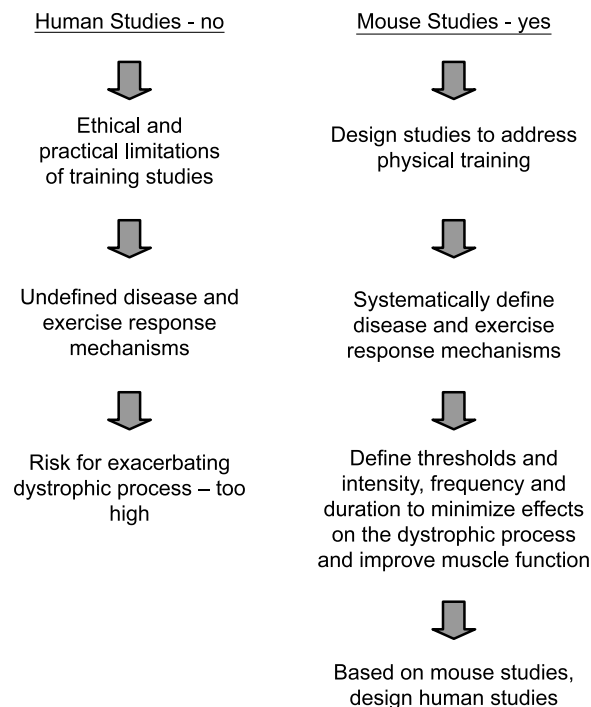 Human Studies - no
Ethical and
practical limitations
of training studies
Undefined disease and
exercise response
mechanisms
Risk for exacerbating
dystrophic process – too
high
Mouse Studies - yes
Design studies to address
physical training
Systematically define
disease and exercise
response mechanisms
Define thresholds and
intensity, frequency and
duration to minimize effects
on the dystrophic process
and improve muscle function
Based on mouse studies,
design human studies